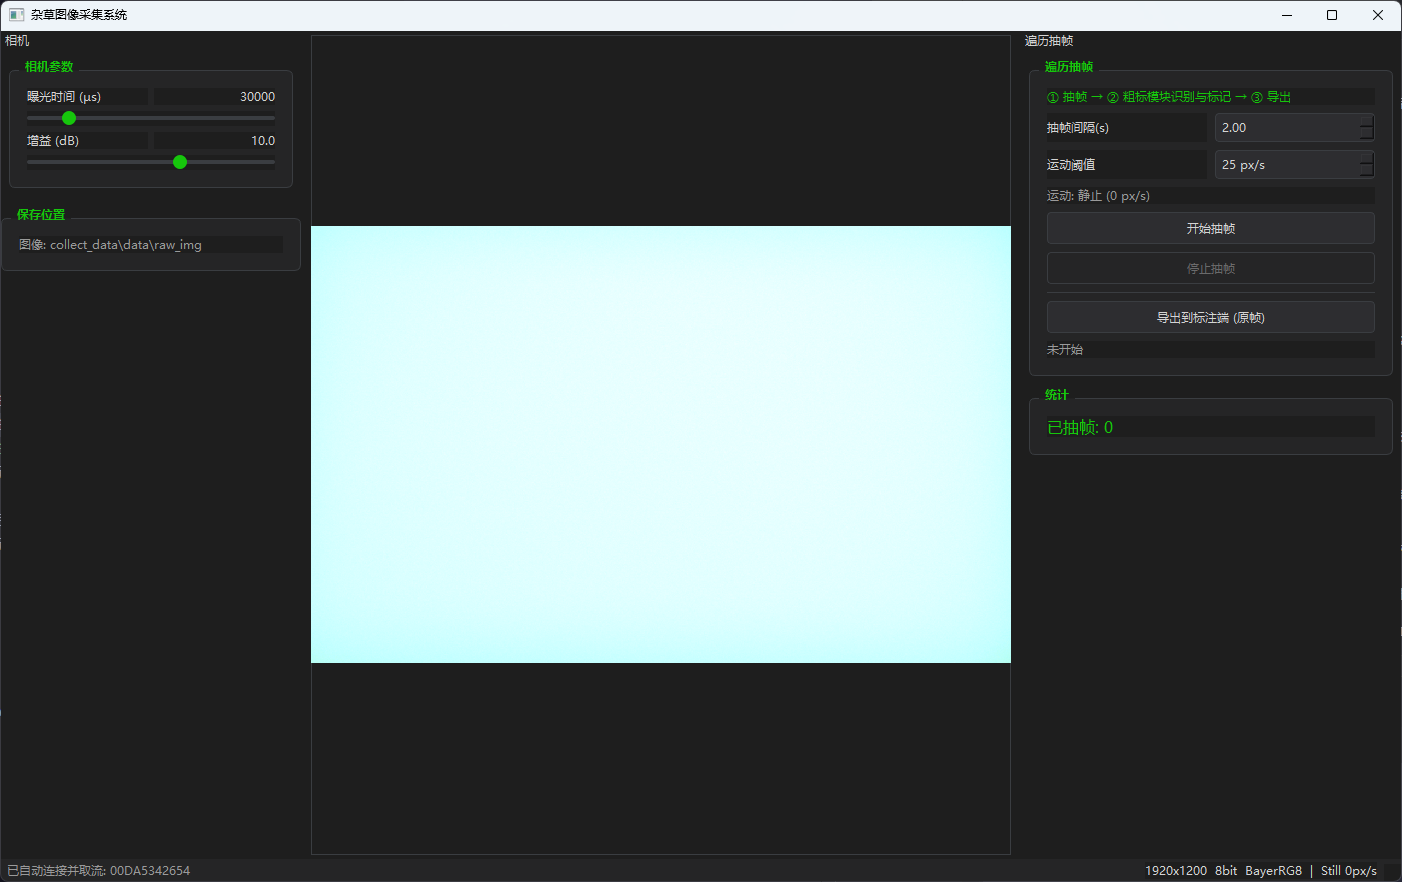 杂草图像采集系统
相机
相机参数
曝光时间 (µs) 30000
增益 (dB) 10.0
保存位置
图像: collect_data\data\raw_img
遍历抽帧
遍历抽帧
① 抽帧 → ② 粗标模块识别与标记 → ③ 导出
抽帧间隔(s) 2.00
运动阈值 25 px/s
运动: 静止 (0 px/s)
开始抽帧
停止抽帧
导出到标注端 (原帧)
未开始
统计
已抽帧: 0
已自动连接并取流: 00DA5342654
1920x1200 8bit BayerRG8 | Still 0px/s